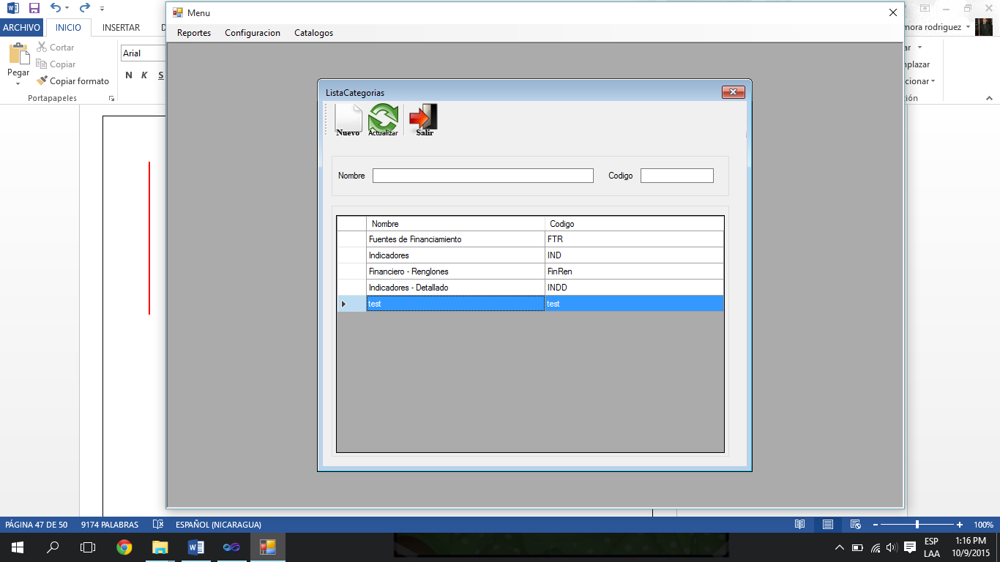 Menu
ARCHIVO INICIO INSERTAR
Reportes Configuracion Catalogos
mora rodriguez
Pegar
Cortar
Copiar
Copiar formato
Portapapeles
Arial
N K S
ar
nplazar
cionar
ión
ListaCategorias
Nuevo Actualizar Salir
Nombre Codigo
Nombre Codigo
Fuentes de Financiamiento FTR
Indicadores IND
Financiero - Renglones FinRen
Indicadores - Detallado INDD
test test
PÁGINA 47 DE 50 9174 PALABRAS ESPAÑOL (NICARAGUA) 100%
ESP 1:16 PM
LAA 10/9/2015